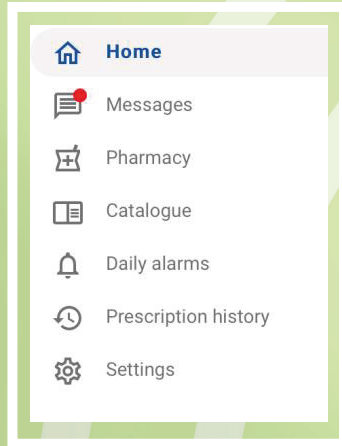 Home
Messages
Pharmacy
Catalogue
Daily alarms
Prescription history
Settings